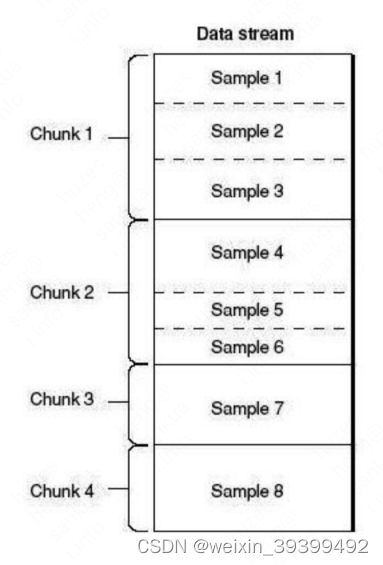 Data stream
Sample 1
Sample 2
Chunk 1
Sample 3
Sample 4
Chunk 2
Sample 5
Sample 6
Chunk 3
Sample 7
Chunk 4
Sample 8
CSDN @weixin_39399492